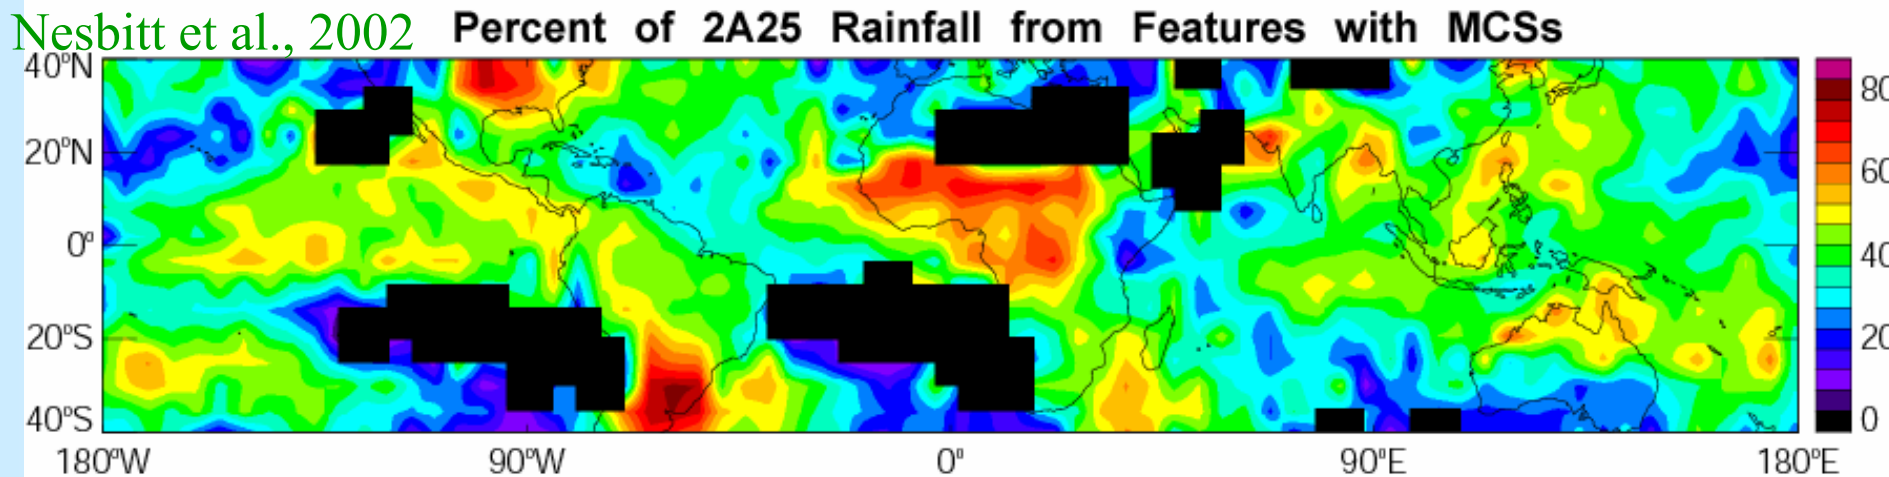 Nesbitt et al., 2002 Percent of 2A25 Rainfall from Features with MCSs
40°N
20°N
0°
20°S
40°S
180°W 90°W 0° 90°E 180°E
80
60
40
20
0